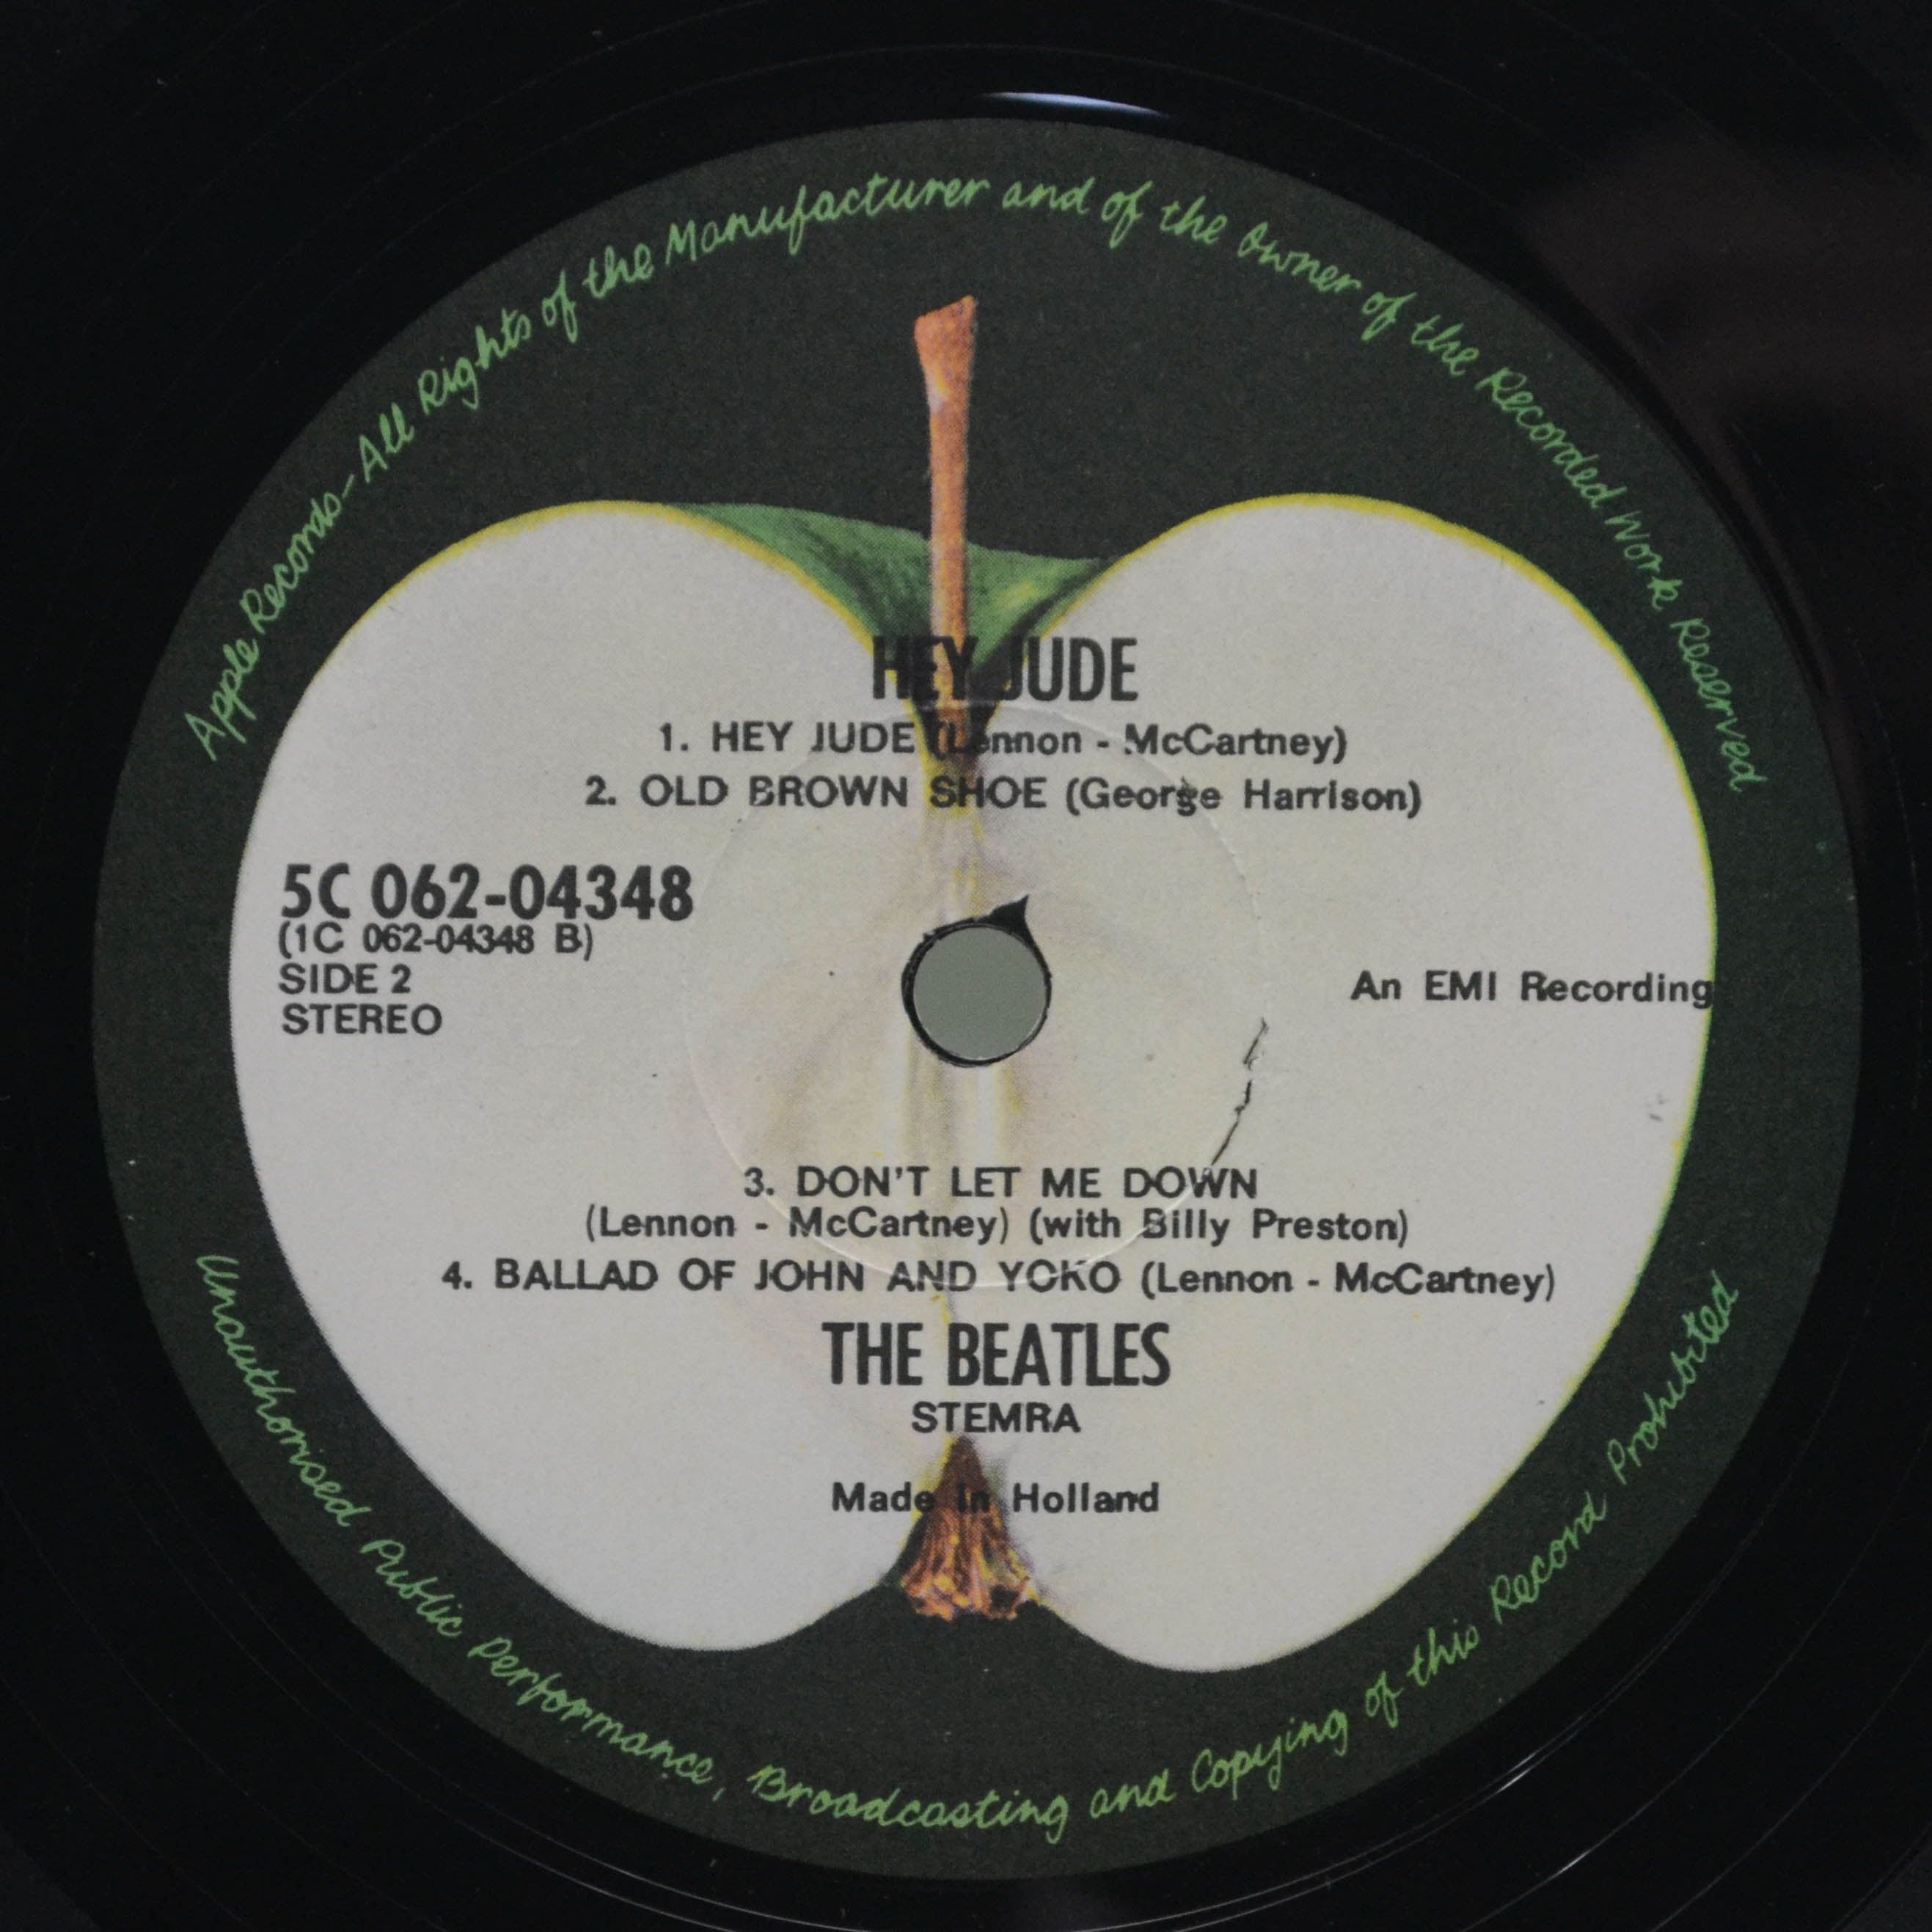 Apple Records – All Rights of the Manufacturer and of the Owner of the Recorded Work Reserved
HEY JUDE
1. HEY JUDE (Lennon - McCartney)
2. OLD BROWN SHOE (George Harrison)
5C 062-04348
(1C 062-04348 B)
SIDE 2
STEREO
An EMI Recording
3. DON'T LET ME DOWN
(Lennon - McCartney) (with Billy Preston)
4. BALLAD OF JOHN AND YOKO (Lennon - McCartney)
THE BEATLES
STEMRA
Made in Holland
Unauthorised Public Performance, Broadcasting and Copying of this Record Prohibited